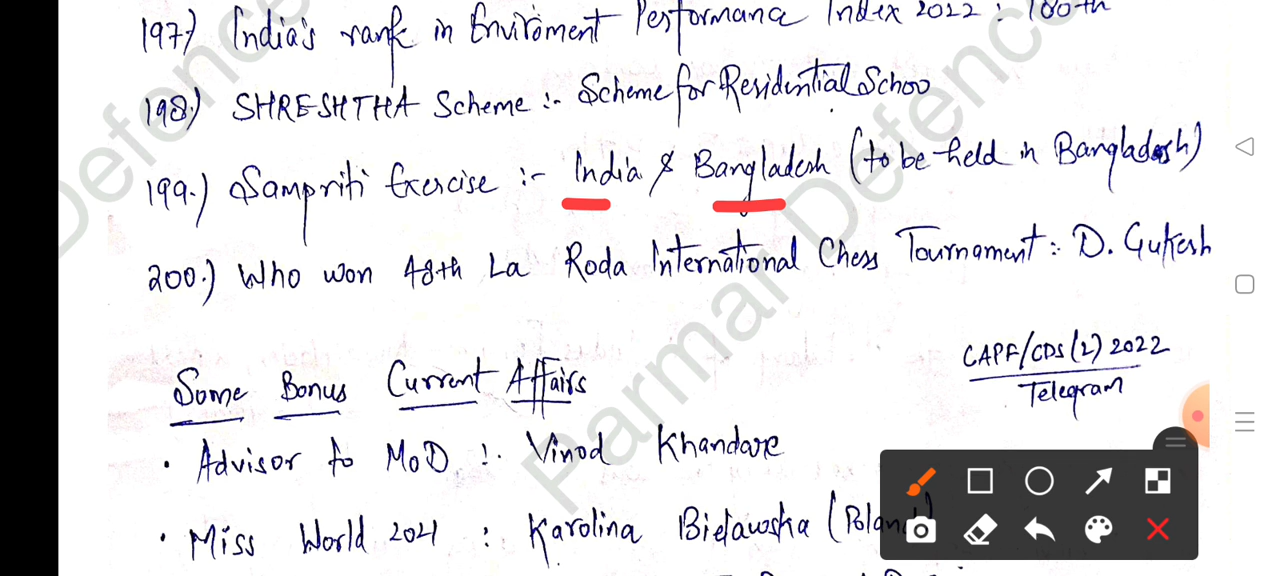 197) India's rank in Enviroment Performance Index 2022 : 180th
198.) SHRESHTHA Scheme :- Scheme for Residential Schoo
199.) Sampriti Exercise :- India & Bangladesh (to be held in Bangladesh)
200.) Who won 48th La Roda International Chess Tournament :- D. Gukesh
CAPF/CDS(2) 2022
Telegram
Some Bonus Current Affairs
• Advisor to MoD :- Vinod Khandare
• Miss World 2021 : Karolina Bielawska (Poland)
Parmar Defence